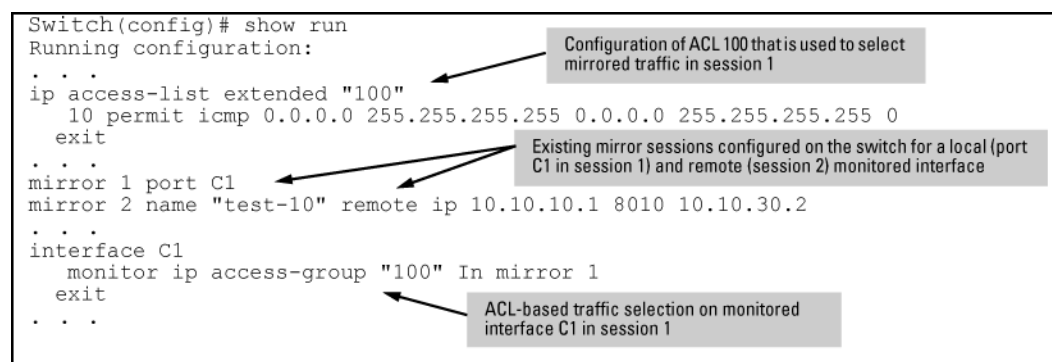 Switch(config)# show run
Running configuration:
Configuration of ACL 100 that is used to select
mirrored traffic in session 1
. . .
ip access-list extended "100"
10 permit icmp 0.0.0.0 255.255.255.255 0.0.0.0 255.255.255.255 0
exit
Existing mirror sessions configured on the switch for a local (port
C1 in session 1) and remote (session 2) monitored interface
. . .
mirror 1 port C1
mirror 2 name "test-10" remote ip 10.10.10.1 8010 10.10.30.2
. . .
interface C1
monitor ip access-group "100" In mirror 1
exit
ACL-based traffic selection on monitored
interface C1 in session 1
. . .